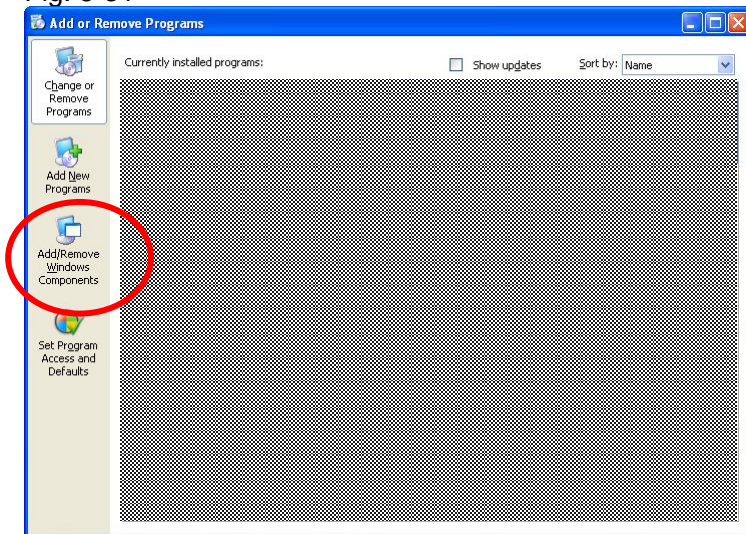 Add or Remove Programs
Currently installed programs:
Show updates
Sort by: Name
Change or
Remove
Programs
Add New
Programs
Add/Remove
Windows
Components
Set Program
Access and
Defaults